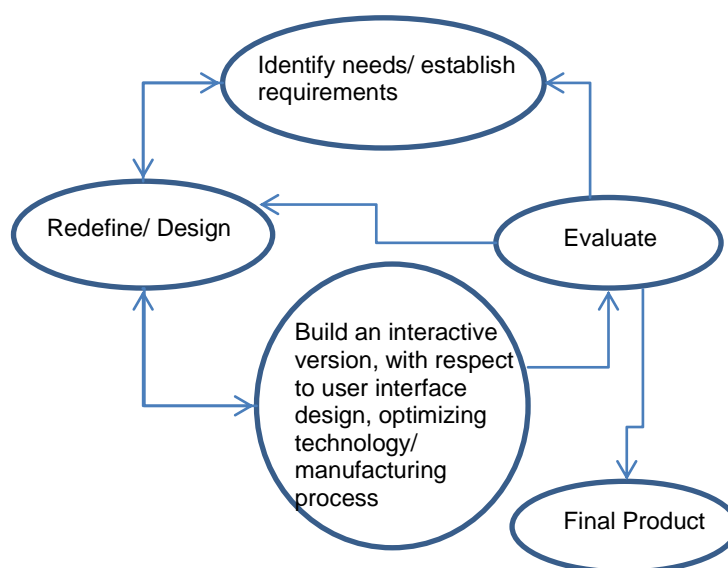 Identify needs/ establish
requirements
Redefine/ Design
Evaluate
Build an interactive
version, with respect
to user interface
design, optimizing
technology/
manufacturing
process
Final Product